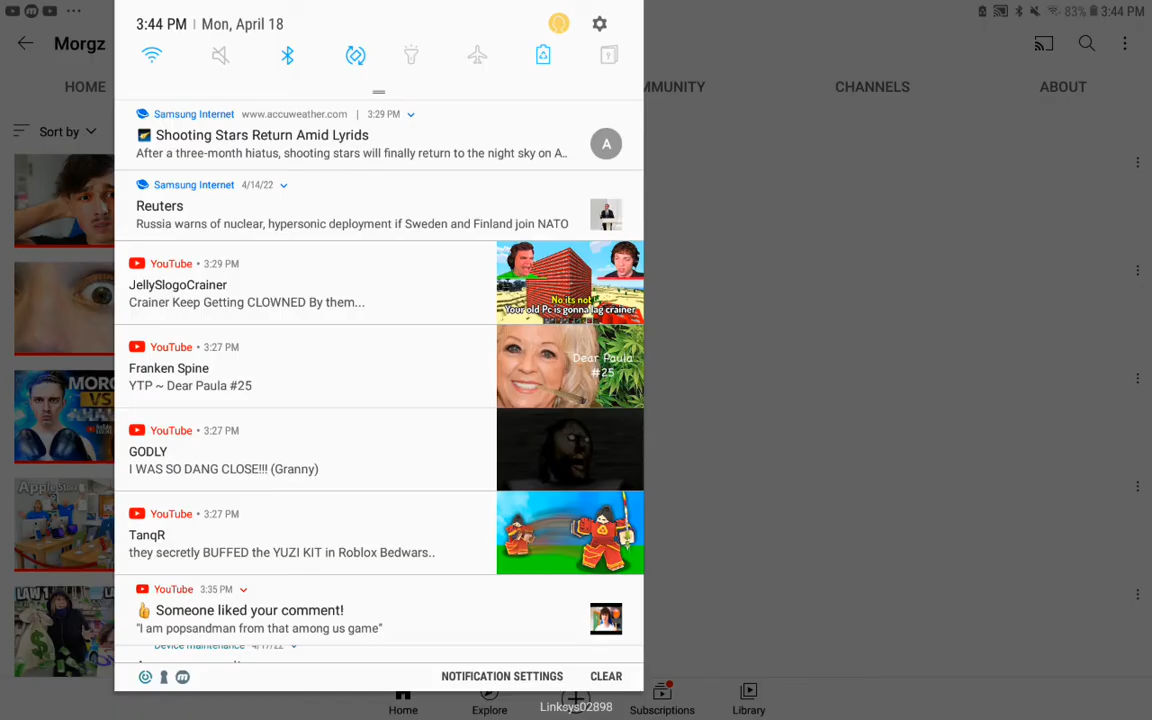 3:44 PM | Mon, April 18
83% 3:44 PM
Morgz
HOME
MMUNITY
CHANNELS
ABOUT
Sort by
Samsung Internet www.accuweather.com | 3:29 PM
Shooting Stars Return Amid Lyrids
After a three-month hiatus, shooting stars will finally return to the night sky on A..
A
Samsung Internet 4/14/22
Reuters
Russia warns of nuclear, hypersonic deployment if Sweden and Finland join NATO
YouTube • 3:29 PM
JellySlogoCrainer
Crainer Keep Getting CLOWNED By them...
No its not!
Your old Pc is gonna lag crainer.
YouTube • 3:27 PM
Franken Spine
YTP ~ Dear Paula #25
Dear Paula
#25
YouTube • 3:27 PM
GODLY
I WAS SO DANG CLOSE!!! (Granny)
YouTube • 3:27 PM
TanqR
they secretly BUFFED the YUZI KIT in Roblox Bedwars..
YouTube 3:35 PM
👍 Someone liked your comment!
"I am popsandman from that among us game"
Device maintenance 4/17/22
NOTIFICATION SETTINGS
CLEAR
MORG
VS
Apple Store
LAW 1
Home
Explore
Linksys02898
Subscriptions
Library